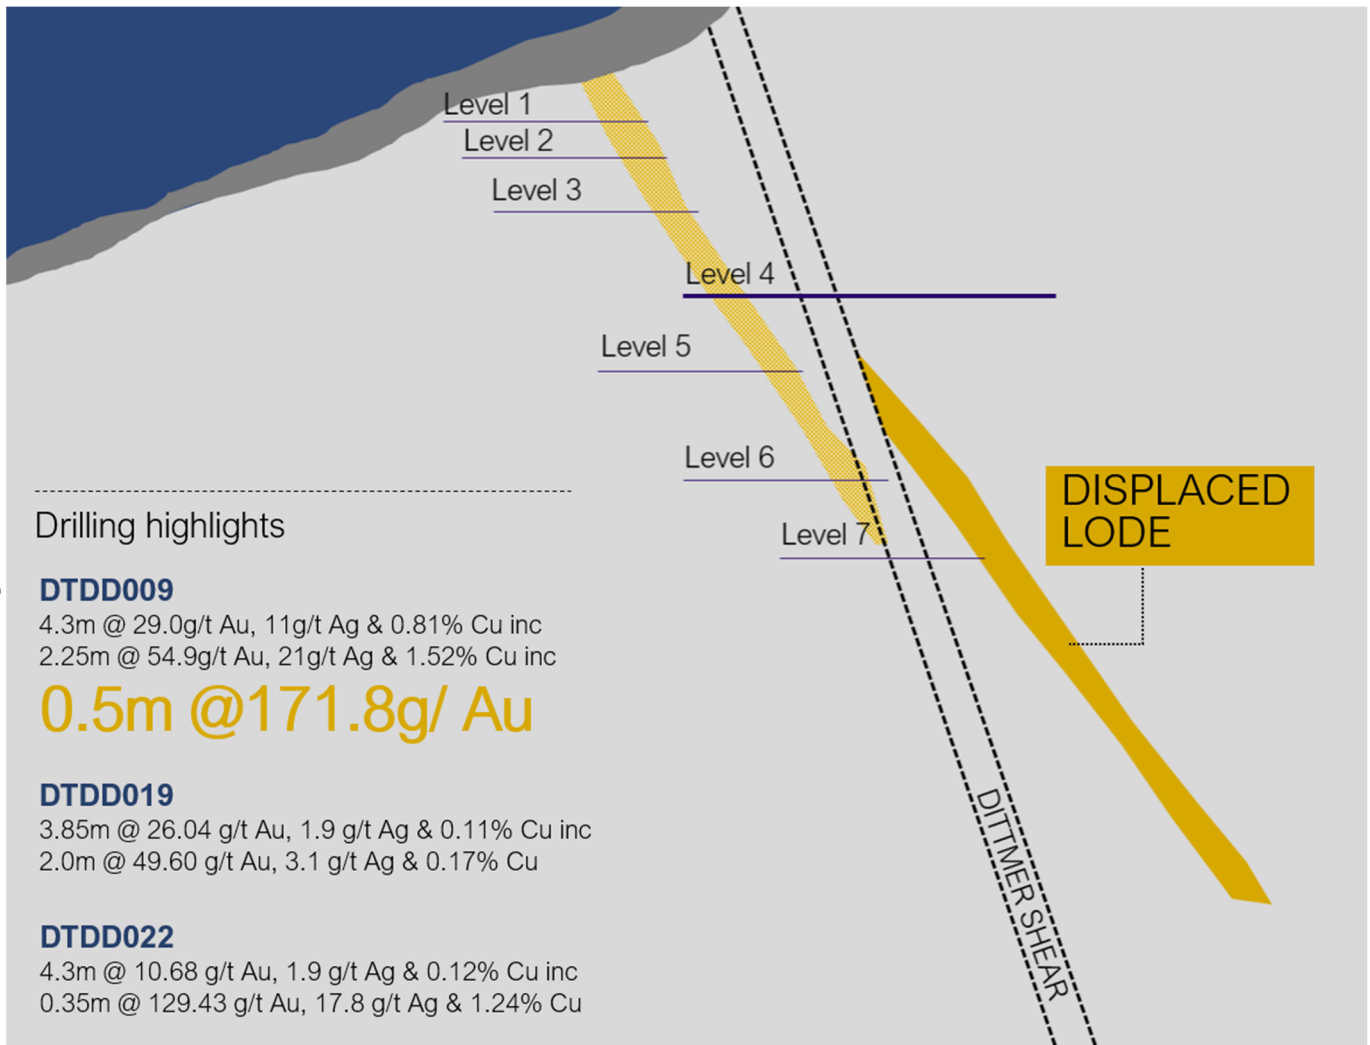 Level 1
Level 2
Level 3
Level 4
Level 5
Level 6
Level 7
DISPLACED
LODE
DITTMER SHEAR
Drilling highlights
DTDD009
4.3m @ 29.0g/t Au, 11g/t Ag & 0.81% Cu inc
2.25m @ 54.9g/t Au, 21g/t Ag & 1.52% Cu inc
0.5m @171.8g/ Au
DTDD019
3.85m @ 26.04 g/t Au, 1.9 g/t Ag & 0.11% Cu inc
2.0m @ 49.60 g/t Au, 3.1 g/t Ag & 0.17% Cu
DTDD022
4.3m @ 10.68 g/t Au, 1.9 g/t Ag & 0.12% Cu inc
0.35m @ 129.43 g/t Au, 17.8 g/t Ag & 1.24% Cu